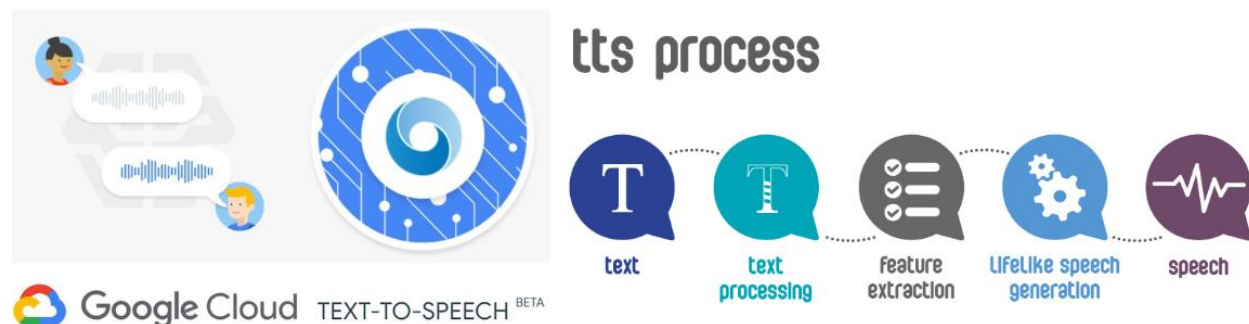 tts process
T
T
text
text
processing
feature
extraction
lifelike speech
generation
speech
Google Cloud TEXT-TO-SPEECH BETA